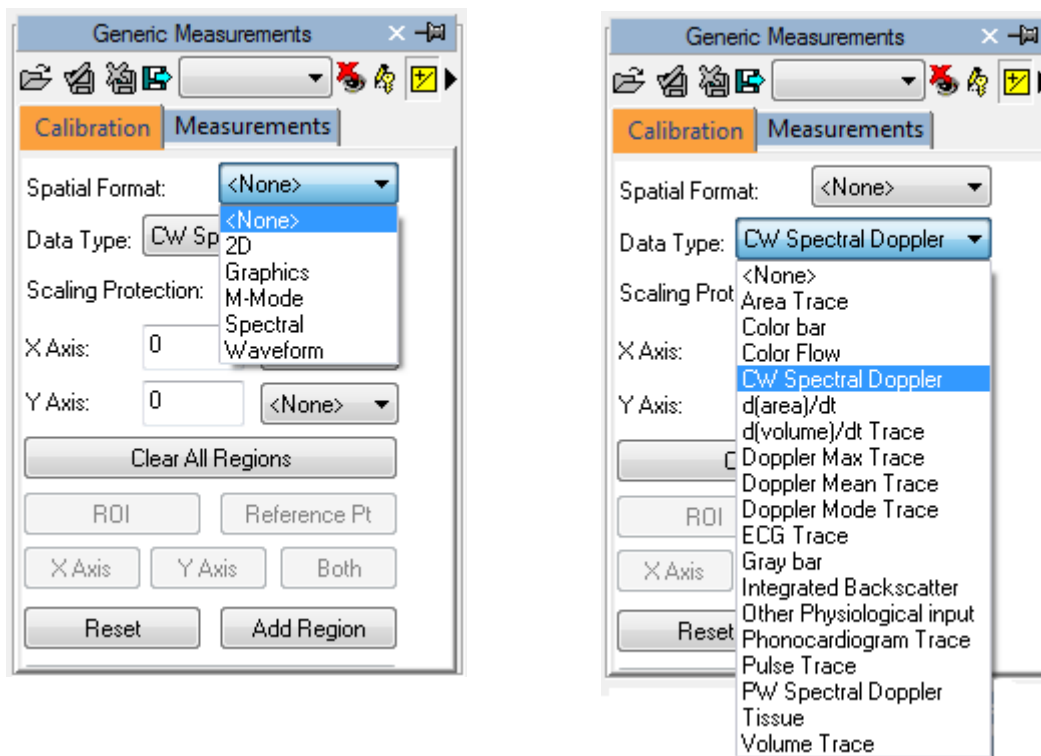 Generic Measurements
Calibration Measurements
Spatial Format: <None>
<None>
2D
Graphics
M-Mode
Spectral
Waveform
Data Type: CW Sp
Scaling Protection:
X Axis: 0
Y Axis: 0 <None>
Clear All Regions
ROI Reference Pt
X Axis Y Axis Both
Reset Add Region
Generic Measurements
Calibration Measurements
Spatial Format: <None>
Data Type: CW Spectral Doppler
<None>
Area Trace
Color bar
Color Flow
CW Spectral Doppler
d(area)/dt
d(volume)/dt Trace
Doppler Max Trace
Doppler Mean Trace
Doppler Mode Trace
ECG Trace
Gray bar
Integrated Backscatter
Other Physiological input
Phonocardiogram Trace
Pulse Trace
PW Spectral Doppler
Tissue
Volume Trace
Scaling Prot
X Axis:
Y Axis:
C
ROI
X Axis
Reset